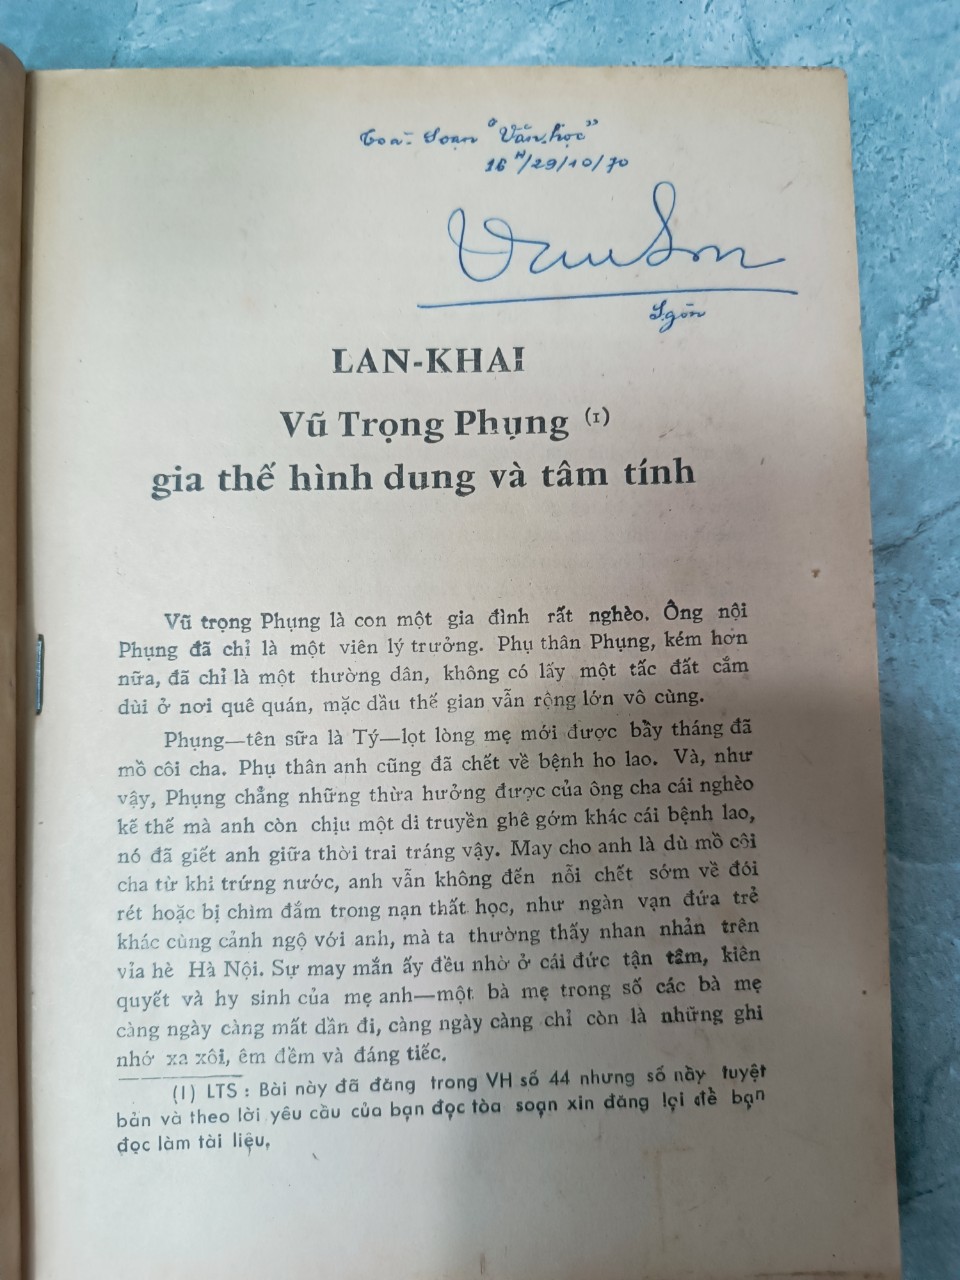 Toà Soạn "Văn-học"
16ᴴ/29/10/70
S.gòn
LAN-KHAI
Vũ Trọng Phụng (1)
gia thế hình dung và tâm tính
Vũ trọng Phụng là con một gia đình rất nghèo. Ông nội
Phụng đã chỉ là một viên lý trưởng. Phụ thân Phụng, kém hơn
nữa, đã chỉ là một thường dân, không có lấy một tấc đất cắm
dùi ở nơi quê quán, mặc dầu thế gian vẫn rộng lớn vô cùng.
Phụng—tên sữa là Tý—lọt lòng mẹ mới được bầy tháng đã
mồ côi cha. Phụ thân anh cũng đã chết về bệnh ho lao. Và, như
vậy, Phụng chẳng những thừa hưởng được của ông cha cái nghèo
kế thế mà anh còn chịu một di truyền ghê gớm khác cái bệnh lao,
nó đã giết anh giữa thời trai tráng vậy. May cho anh là dù mồ côi
cha từ khi trứng nước, anh vẫn không đến nỗi chết sớm về đói
rét hoặc bị chìm đắm trong nạn thất học, như ngàn vạn đứa trẻ
khác cùng cảnh ngộ với anh, mà ta thường thấy nhan nhản trên
vỉa hè Hà Nội. Sự may mắn ấy đều nhờ ở cái đức tận tâm, kiên
quyết và hy sinh của mẹ anh—một bà mẹ trong số các bà mẹ
càng ngày càng mất dần đi, càng ngày càng chỉ còn là những ghi
nhớ xa xôi, êm đềm và đáng tiếc.
(1) LTS : Bài này đã đăng trong VH số 44 nhưng số nầy tuyệt
bản và theo lời yêu cầu của bạn đọc tòa soạn xin đăng lại để bạn
đọc làm tài liệu.